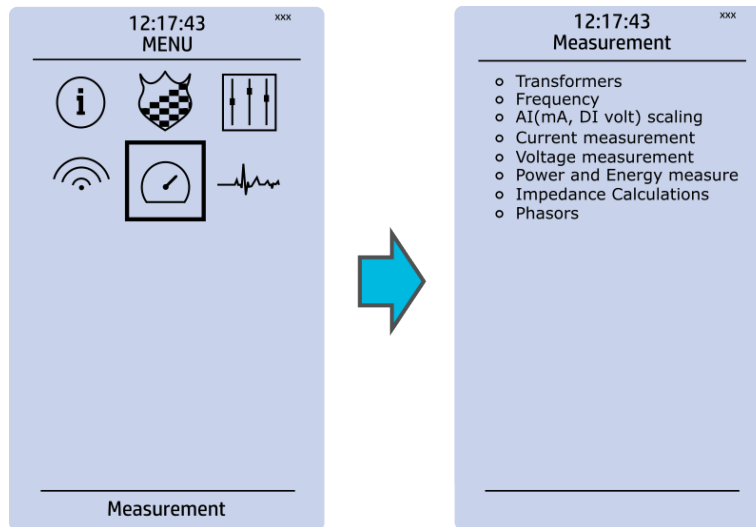 12:17:43
xxx
MENU
i
Measurement
12:17:43
xxx
Measurement
Transformers
Frequency
AI(mA, DI volt) scaling
Current measurement
Voltage measurement
Power and Energy measure
Impedance Calculations
Phasors